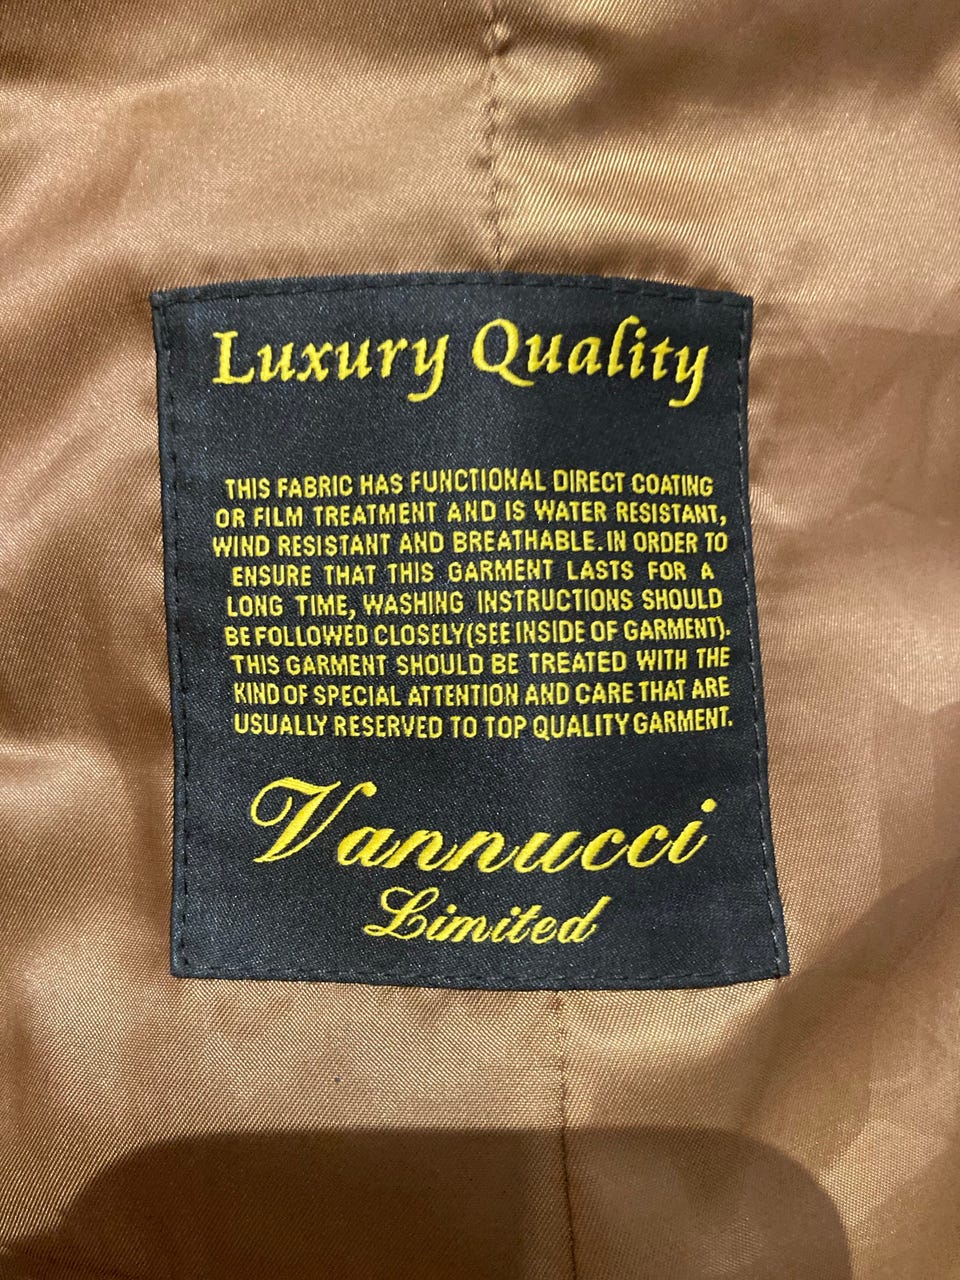 Luxury Quality
THIS FABRIC HAS FUNCTIONAL DIRECT COATING
OR FILM TREATMENT AND IS WATER RESISTANT,
WIND RESISTANT AND BREATHABLE. IN ORDER TO
ENSURE THAT THIS GARMENT LASTS FOR A
LONG TIME, WASHING INSTRUCTIONS SHOULD
BE FOLLOWED CLOSELY(SEE INSIDE OF GARMENT).
THIS GARMENT SHOULD BE TREATED WITH THE
KIND OF SPECIAL ATTENTION AND CARE THAT ARE
USUALLY RESERVED TO TOP QUALITY GARMENT.
Vannucci
Limited